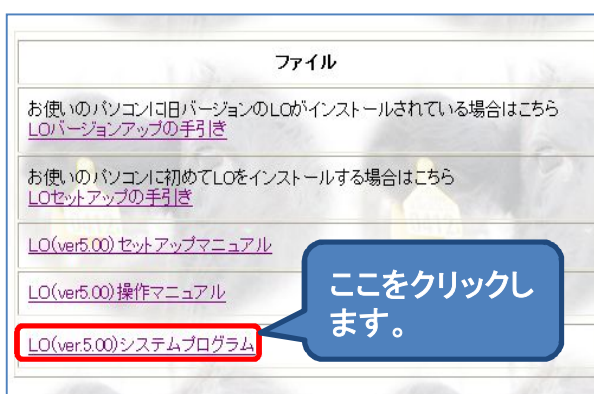 ファイル
お使いのパソコンに旧バージョンのLOがインストールされている場合はこちら
LOバージョンアップの手引き
お使いのパソコンに初めてLOをインストールする場合はこちら
LOセットアップの手引き
LO(ver5.00)セットアップマニュアル
LO(ver5.00)操作マニュアル
LO(ver.5.00)システムプログラム
ここをクリックし
ます。